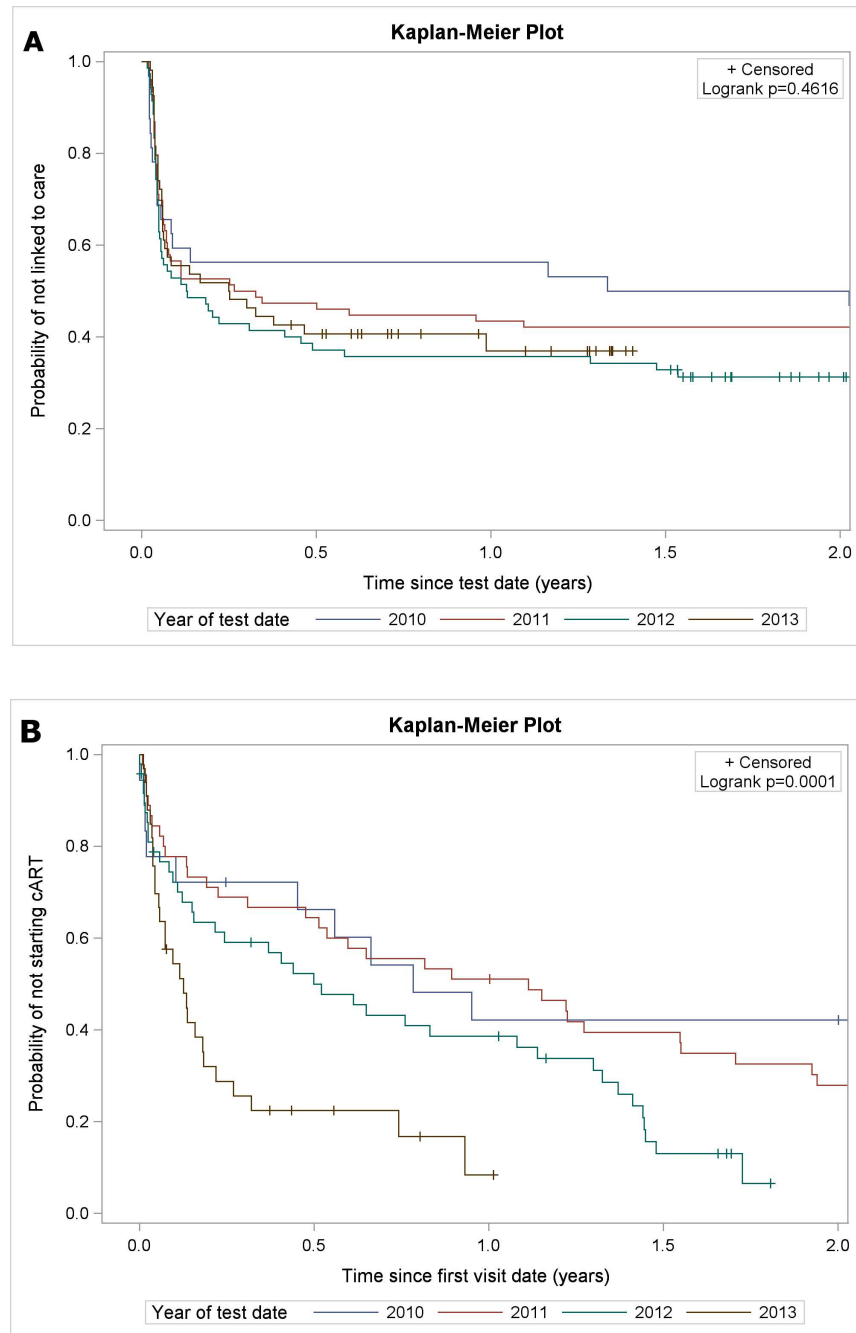 A
Kaplan-Meier Plot
+ Censored
Logrank p=0.4616
1.0
0.8
0.6
0.4
0.2
0.0
Probability of not linked to care
0.0 0.5 1.0 1.5 2.0
Time since test date (years)
Year of test date 2010 2011 2012 2013
B
Kaplan-Meier Plot
+ Censored
Logrank p=0.0001
1.0
0.8
0.6
0.4
0.2
0.0
Probability of not starting cART
0.0 0.5 1.0 1.5 2.0
Time since first visit date (years)
Year of test date 2010 2011 2012 2013